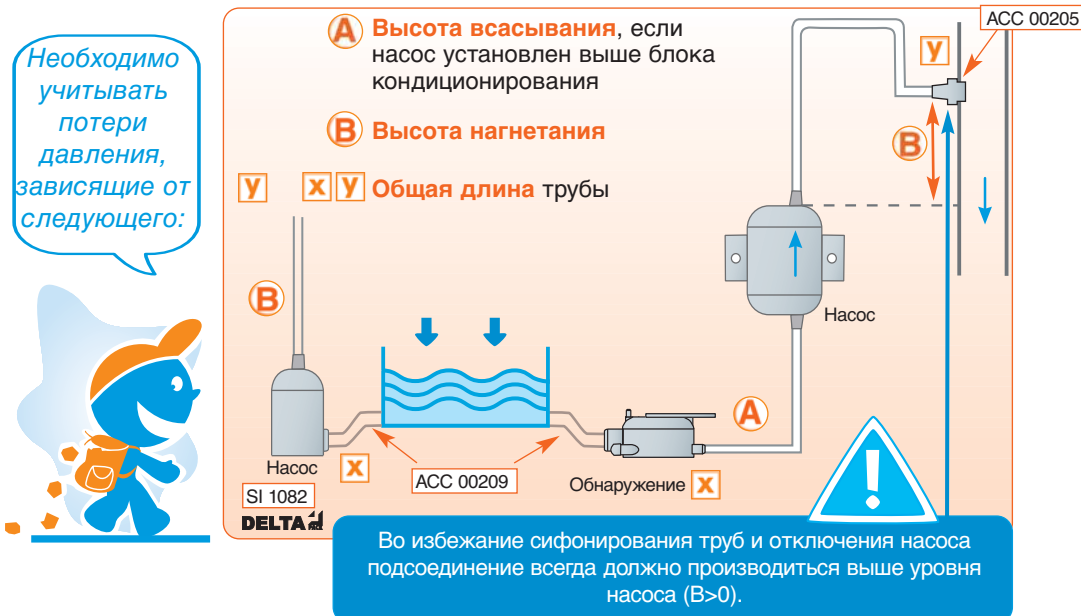 Необходимо
учитывать
потери
давления,
зависящие от
следующего:
A Высота всасывания, если
насос установлен выше блока
кондиционирования
B Высота нагнетания
y x y Общая длина трубы
ACC 00205
y
B
B
Насос
A
Насос
x
ACC 00209
Обнаружение x
SI 1082
DELTA
!
Во избежание сифонирования труб и отключения насоса
подсоединение всегда должно производиться выше уровня
насоса (B>0).